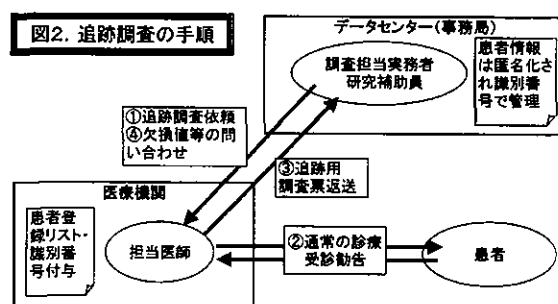 図2. 追跡調査の手順
データセンター(事務局)
調査担当実務者
研究補助員
患者情報
は匿名化さ
れ識別番
号で管理
①追跡調査依頼
④欠損値等の問
い合わせ
③追跡用
調査票返送
医療機関
患者登
録リスト・
識別番
号付与
担当医師
②通常の診療
受診勧告
患者